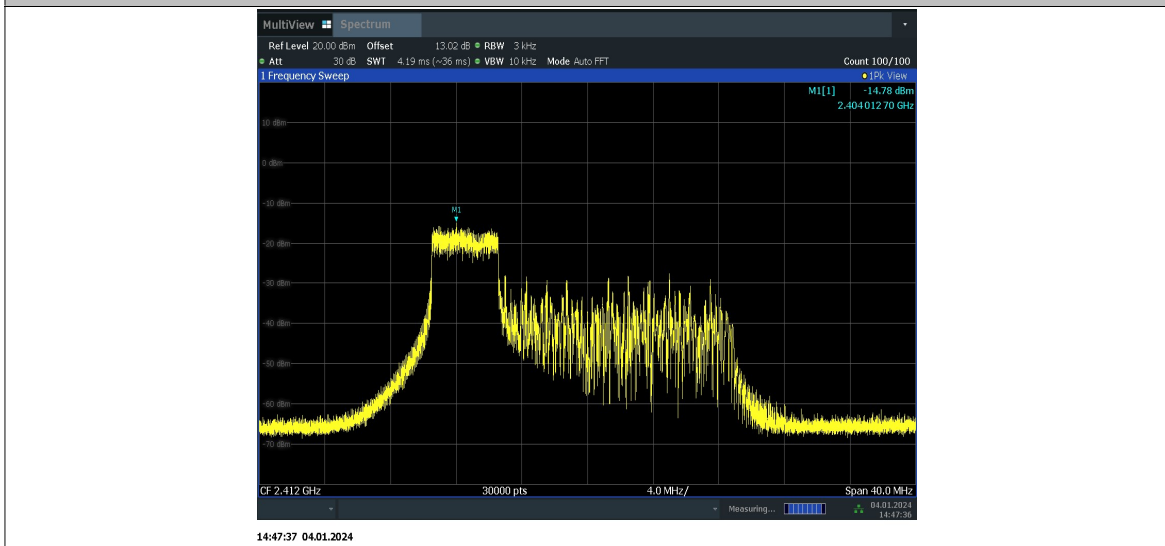 MultiView Spectrum
Ref Level 20.00 dBm Offset 13.02 dB RBW 3 kHz
Att 30 dB SWT 4.19 ms (~36 ms) VBW 10 kHz Mode Auto FFT Count 100/100
1 Frequency Sweep 1Pk View
M1[1] -14.78 dBm
2.404 012 70 GHz
10 dBm
0 dBm
-10 dBm
M1
-20 dBm
-30 dBm
-40 dBm
-50 dBm
-60 dBm
-70 dBm
CF 2.412 GHz 30000 pts 4.0 MHz/ Span 40.0 MHz
Measuring... 04.01.2024
14:47:36
14:47:37 04.01.2024